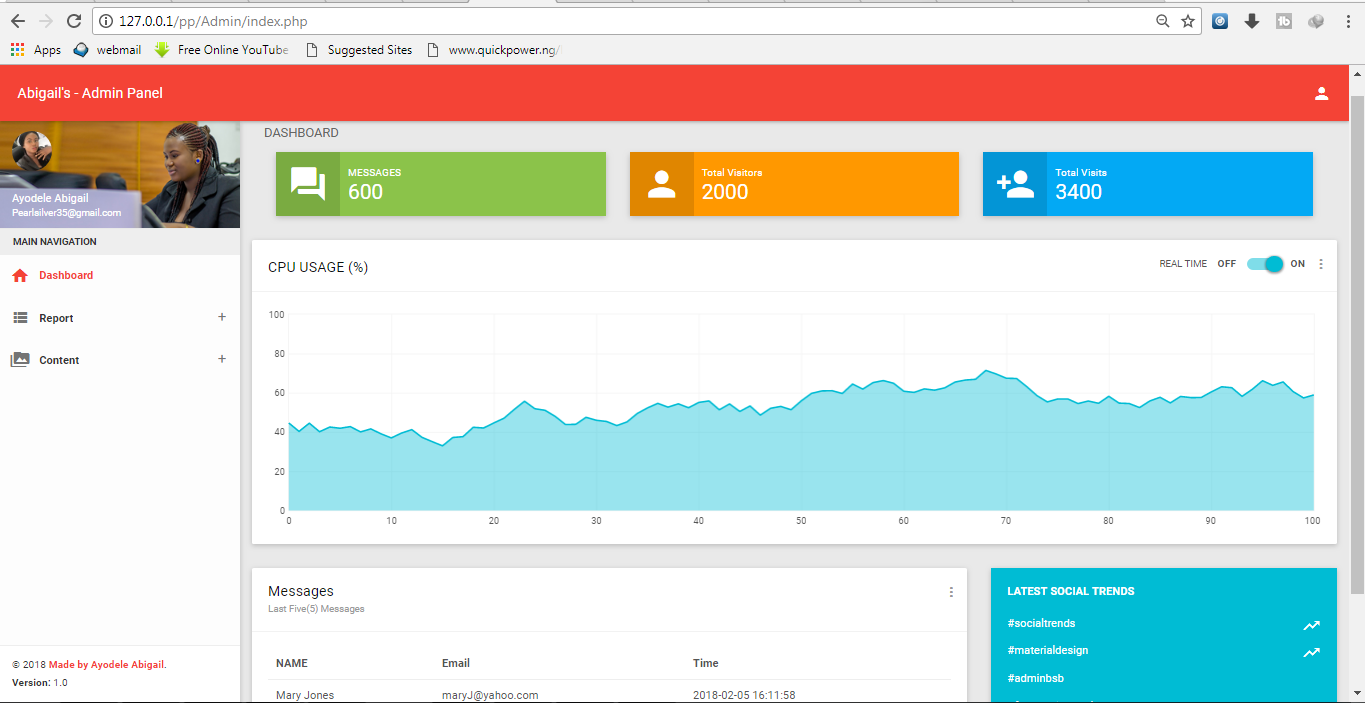 127.0.0.1/pp/Admin/index.php
Apps webmail Free Online YouTube Suggested Sites www.quickpower.ng/
Abigail's - Admin Panel
Ayodele Abigail
Pearlsilver35@gmail.com
MAIN NAVIGATION
Dashboard
Report +
Content +
© 2018 Made by Ayodele Abigail.
Version: 1.0
DASHBOARD
MESSAGES
600
Total Visitors
2000
Total Visits
3400
CPU USAGE (%)
REAL TIME OFF ON
100
80
60
40
20
0
0 10 20 30 40 50 60 70 80 90 100
Messages
Last Five(5) Messages
NAME Email Time
Mary Jones maryJ@yahoo.com 2018-02-05 16:11:58
LATEST SOCIAL TRENDS
#socialtrends
#materialdesign
#adminbsb